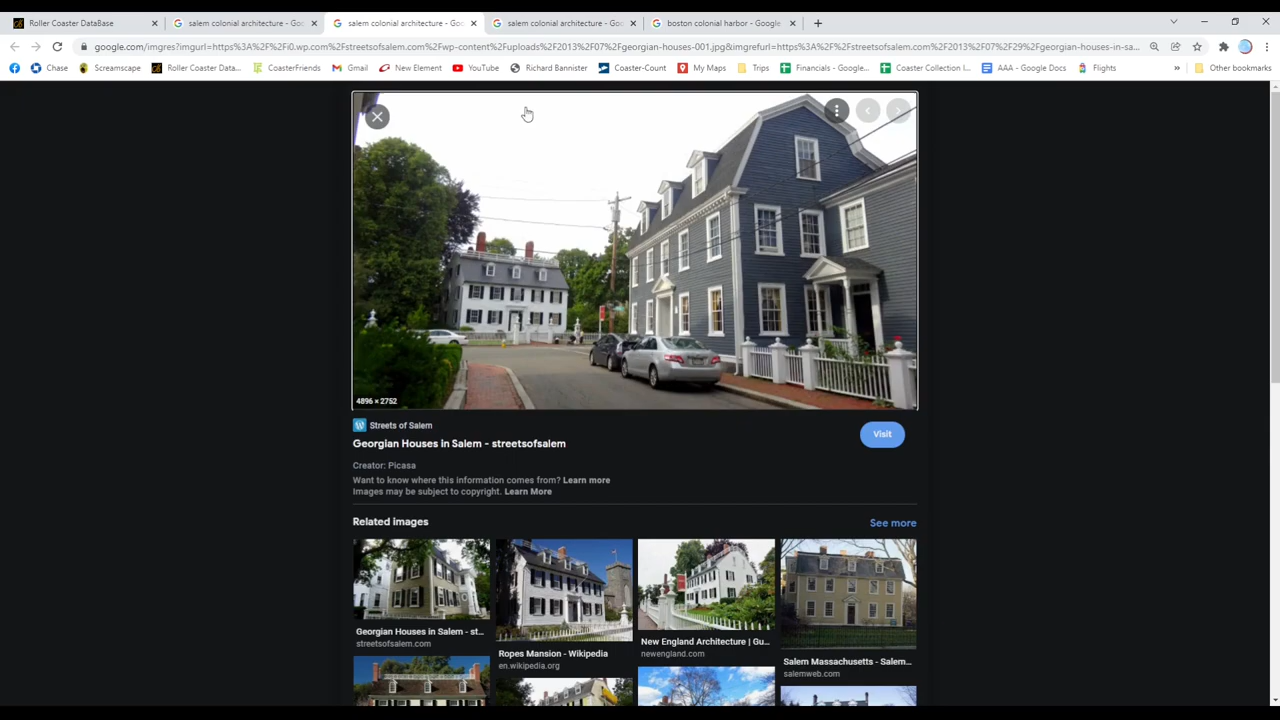 Roller Coaster DataBase
salem colonial architecture - Go
salem colonial architecture - Goo
salem colonial architecture - Go
boston colonial harbor - Google
google.com/imgres?imgurl=https%3A%2F%2Fi0.wp.com%2Fstreetsofsalem.com%2Fwp-content%2Fuploads%2F2013%2F07%2Fgeorgian-houses-001.jpg&imgrefurl=https%3A%2F%2Fstreetsofsalem.com%2F2013%2F07%2F29%2Fgeorgian-houses-in-sa...
Chase
Screamscape
Roller Coaster Data...
CoasterFriends
Gmail
New Element
YouTube
Richard Bannister
Coaster-Count
My Maps
Trips
Financials - Google...
Coaster Collection I...
AAA - Google Docs
Flights
»
Other bookmarks
4896 × 2752
Streets of Salem
Georgian Houses in Salem - streetsofsalem
Visit
Creator: Picasa
Want to know where this information comes from? Learn more
Images may be subject to copyright. Learn More
Related images
See more
Georgian Houses in Salem - st...
streetsofsalem.com
Ropes Mansion - Wikipedia
en.wikipedia.org
New England Architecture | Gu...
newengland.com
Salem Massachusetts - Salem...
salemweb.com